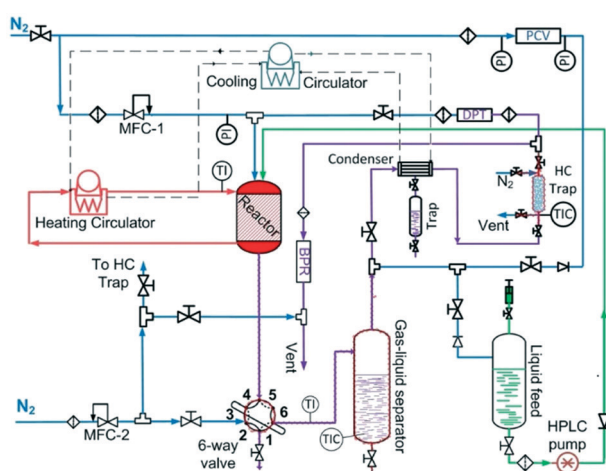 N₂
PCV
PI
PI
Cooling
Circulator
MFC-1
PI
DPT
Condenser
TI
N₂
HC
Trap
Heating Circulator
Reactor
Trap
Vent
TIC
To HC
Trap
BPR
Vent
Gas-liquid separator
Liquid feed
4
5
3
6
TI
N₂
2
1
TIC
MFC-2
6-way
valve
HPLC
pump